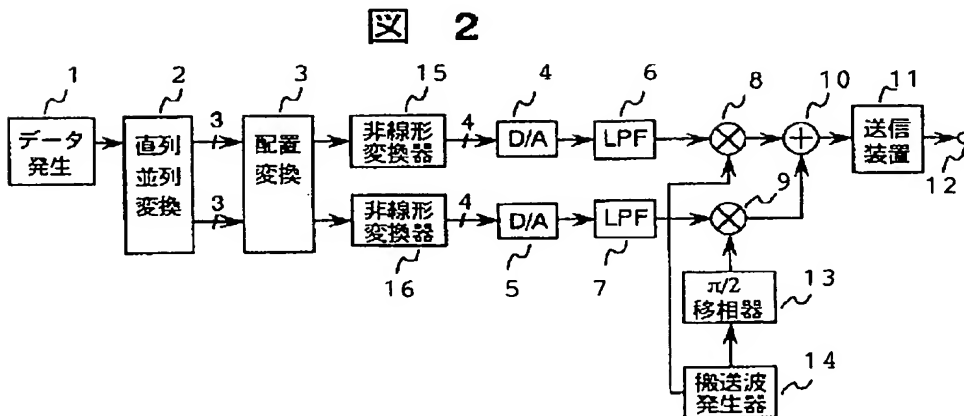 図 2
1
2
3
15
4
6
8
10
11
データ
発生
3
直列
並列
変換
3
配置
変換
非線形
変換器
4
D/A
LPF
送信
装置
12
9
非線形
変換器
4
D/A
LPF
16
5
7
π/2
移相器
13
搬送波
発生器
14